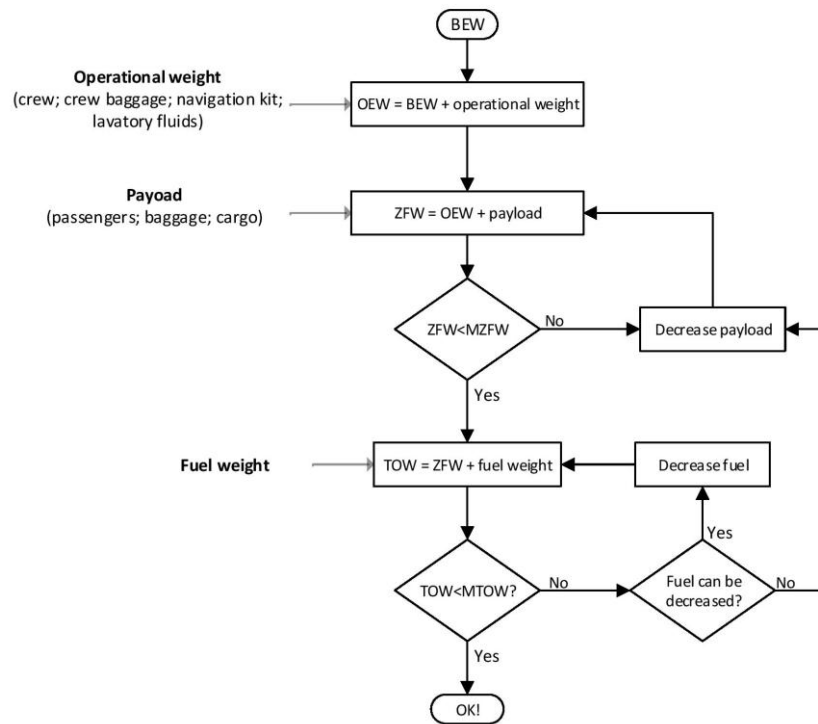 BEW
Operational weight
(crew; crew baggage; navigation kit;
lavatory fluids)
OEW = BEW + operational weight
Payoad
(passengers; baggage; cargo)
ZFW = OEW + payload
ZFW<MZFW
No
Decrease payload
Yes
Fuel weight
TOW = ZFW + fuel weight
Decrease fuel
Yes
TOW<MTOW?
No
Fuel can be
decreased?
No
Yes
OK!